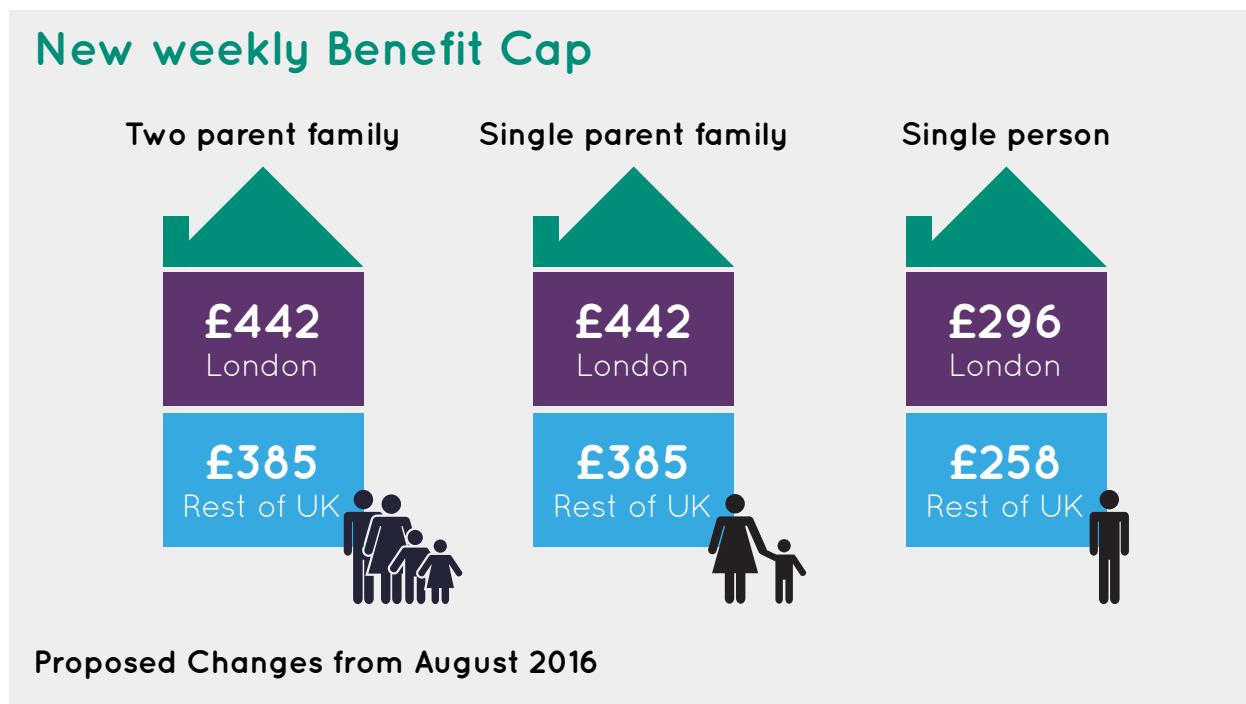 New weekly Benefit Cap
Two parent family
£442
London
£385
Rest of UK
Single parent family
£442
London
£385
Rest of UK
Single person
£296
London
£258
Rest of UK
Proposed Changes from August 2016